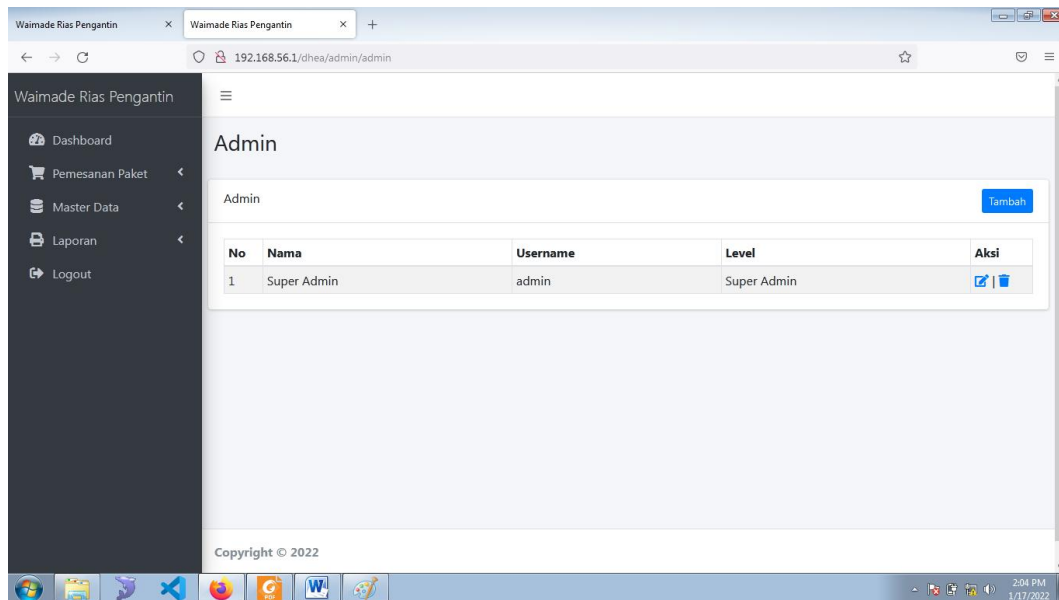 Waimade Rias Pengantin Waimade Rias Pengantin
192.168.56.1/dhea/admin/admin
Waimade Rias Pengantin
Dashboard
Pemesanan Paket
Master Data
Laporan
Logout
Admin
Admin
Tambah
No Nama Username Level Aksi
1 Super Admin admin Super Admin |
Copyright © 2022
2:04 PM
1/17/2022